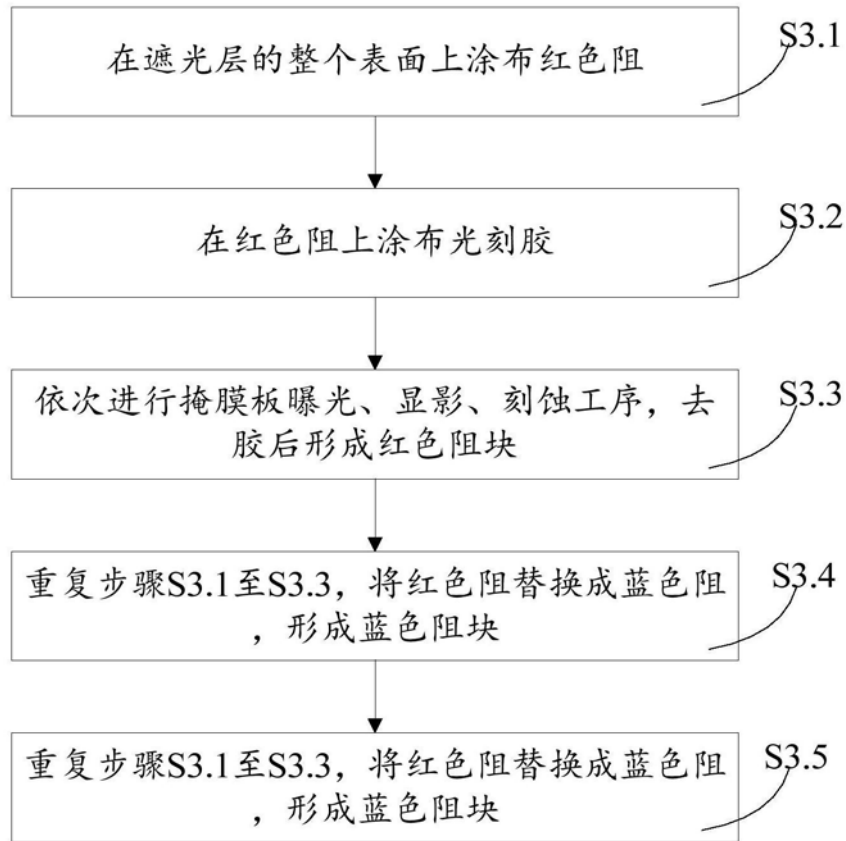 在遮光层的整个表面上涂布红色阻
S3.1
在红色阻上涂布光刻胶
S3.2
依次进行掩膜板曝光、显影、刻蚀工序，去
胶后形成红色阻块
S3.3
重复步骤S3.1至S3.3，将红色阻替换成蓝色阻
，形成蓝色阻块
S3.4
重复步骤S3.1至S3.3，将红色阻替换成蓝色阻
，形成蓝色阻块
S3.5